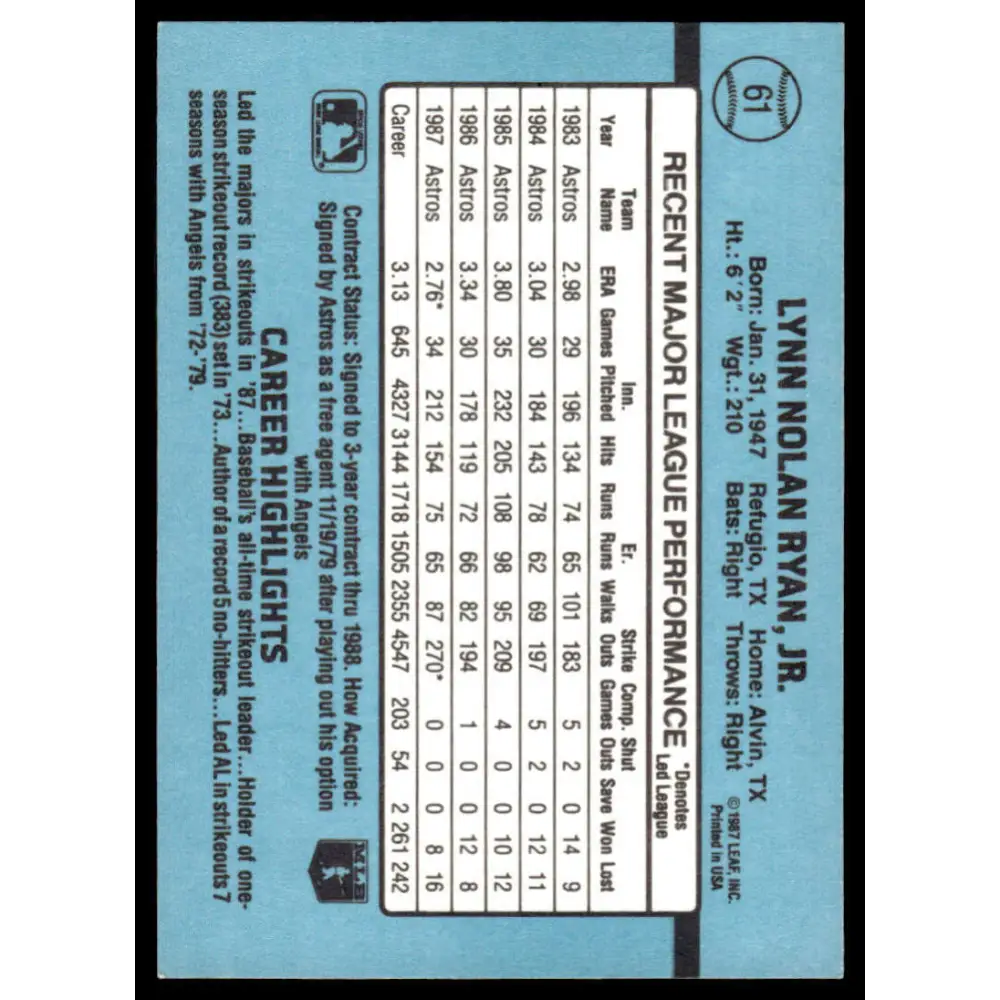 61
LYNN NOLAN RYAN, JR.
Born: Jan. 31, 1947 Refugio, TX Home: Alvin, TX
Ht.: 6'2" Wgt.: 210 Bats: Right Throws: Right
©1987 LEAF, INC.
Printed in USA
RECENT MAJOR LEAGUE PERFORMANCE *Denotes
Led League
Team Inn. Er. Strike Comp. Shut
Year Name ERA Games Pitched Hits Runs Runs Walks Outs Games Outs Save Won Lost
1983 Astros 2.98 29 196 134 74 65 101 183 5 2 0 14 9
1984 Astros 3.04 30 184 143 78 62 69 197 5 2 0 12 11
1985 Astros 3.80 35 232 205 108 98 95 209 4 0 0 10 12
1986 Astros 3.34 30 178 119 72 66 82 194 1 0 0 12 8
1987 Astros 2.76* 34 212 154 75 65 87 270* 0 0 0 8 16
Career 3.13 645 4327 3144 1718 1505 2355 4547 203 54 2 261 242
Contract Status: Signed to 3-year contract thru 1988. How Acquired:
Signed by Astros as a free agent 11/19/79 after playing out his option
with Angels
MLB
CAREER HIGHLIGHTS
Led the majors in strikeouts in '87...Baseball's all-time strikeout leader...Holder of one-
season strikeout record (383) set in '73...Author of a record 5 no-hitters...Led AL in strikeouts 7
seasons with Angels from '72-'79.